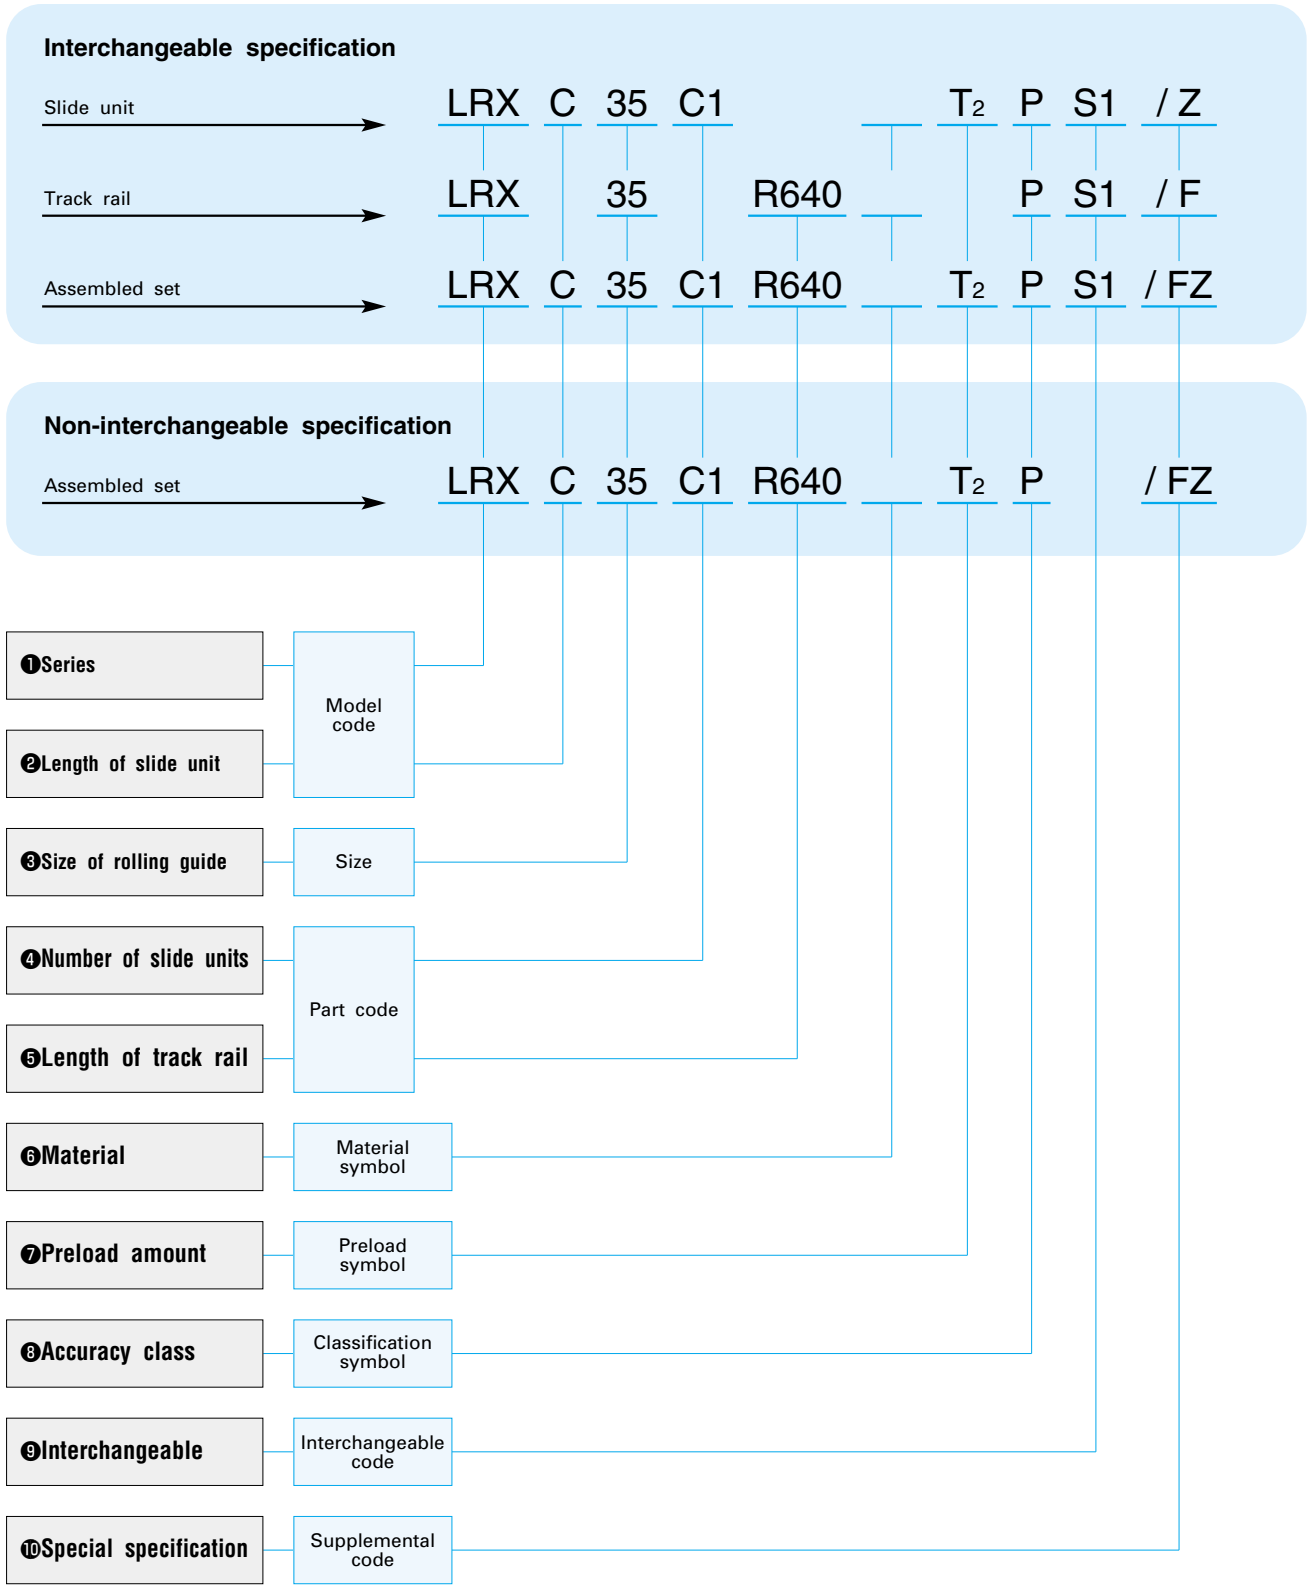 Interchangeable specification
Slide unit LRX C 35 C1 T2 P S1 / Z
Track rail LRX 35 R640 P S1 / F
Assembled set LRX C 35 C1 R640 T2 P S1 / FZ
Non-interchangeable specification
Assembled set LRX C 35 C1 R640 T2 P / FZ
❶Series
Model
code
❷Length of slide unit
❸Size of rolling guide
Size
❹Number of slide units
Part code
❺Length of track rail
❻Material
Material
symbol
❼Preload amount
Preload
symbol
❽Accuracy class
Classification
symbol
❾Interchangeable
Interchangeable
code
❿Special specification
Supplemental
code